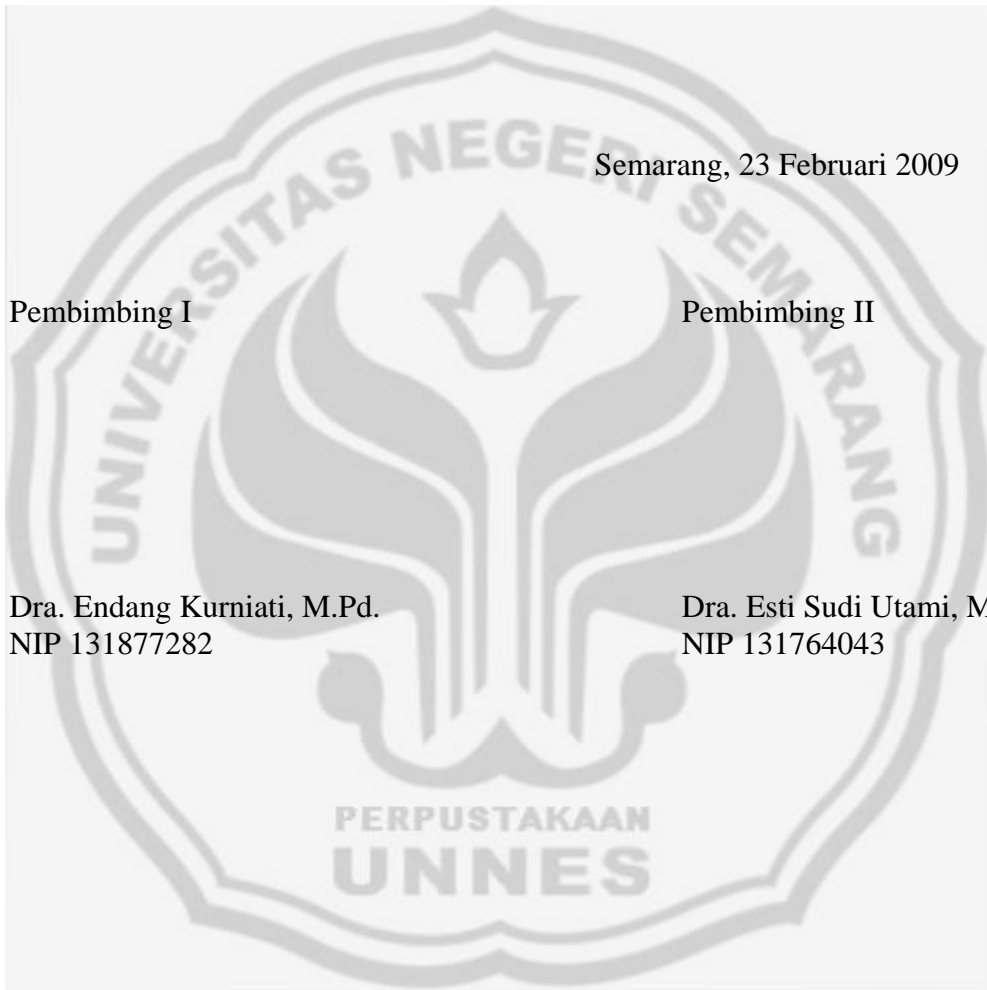 UNIVERSITAS NEGERI SEMARANG
Semarang, 23 Februari 2009
Pembimbing I Pembimbing II
Dra. Endang Kurniati, M.Pd. Dra. Esti Sudi Utami, M
NIP 131877282 NIP 131764043
PERPUSTAKAAN
UNNES